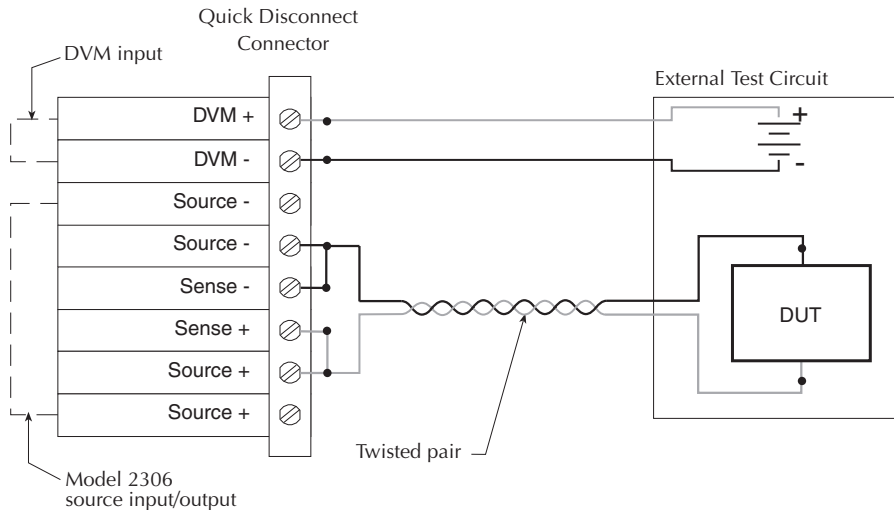 Quick Disconnect
Connector
DVM input
External Test Circuit
DVM +
+
DVM -
-
Source -
Source -
Sense -
Sense +
DUT
Source +
Source +
Twisted pair
Model 2306
source input/output